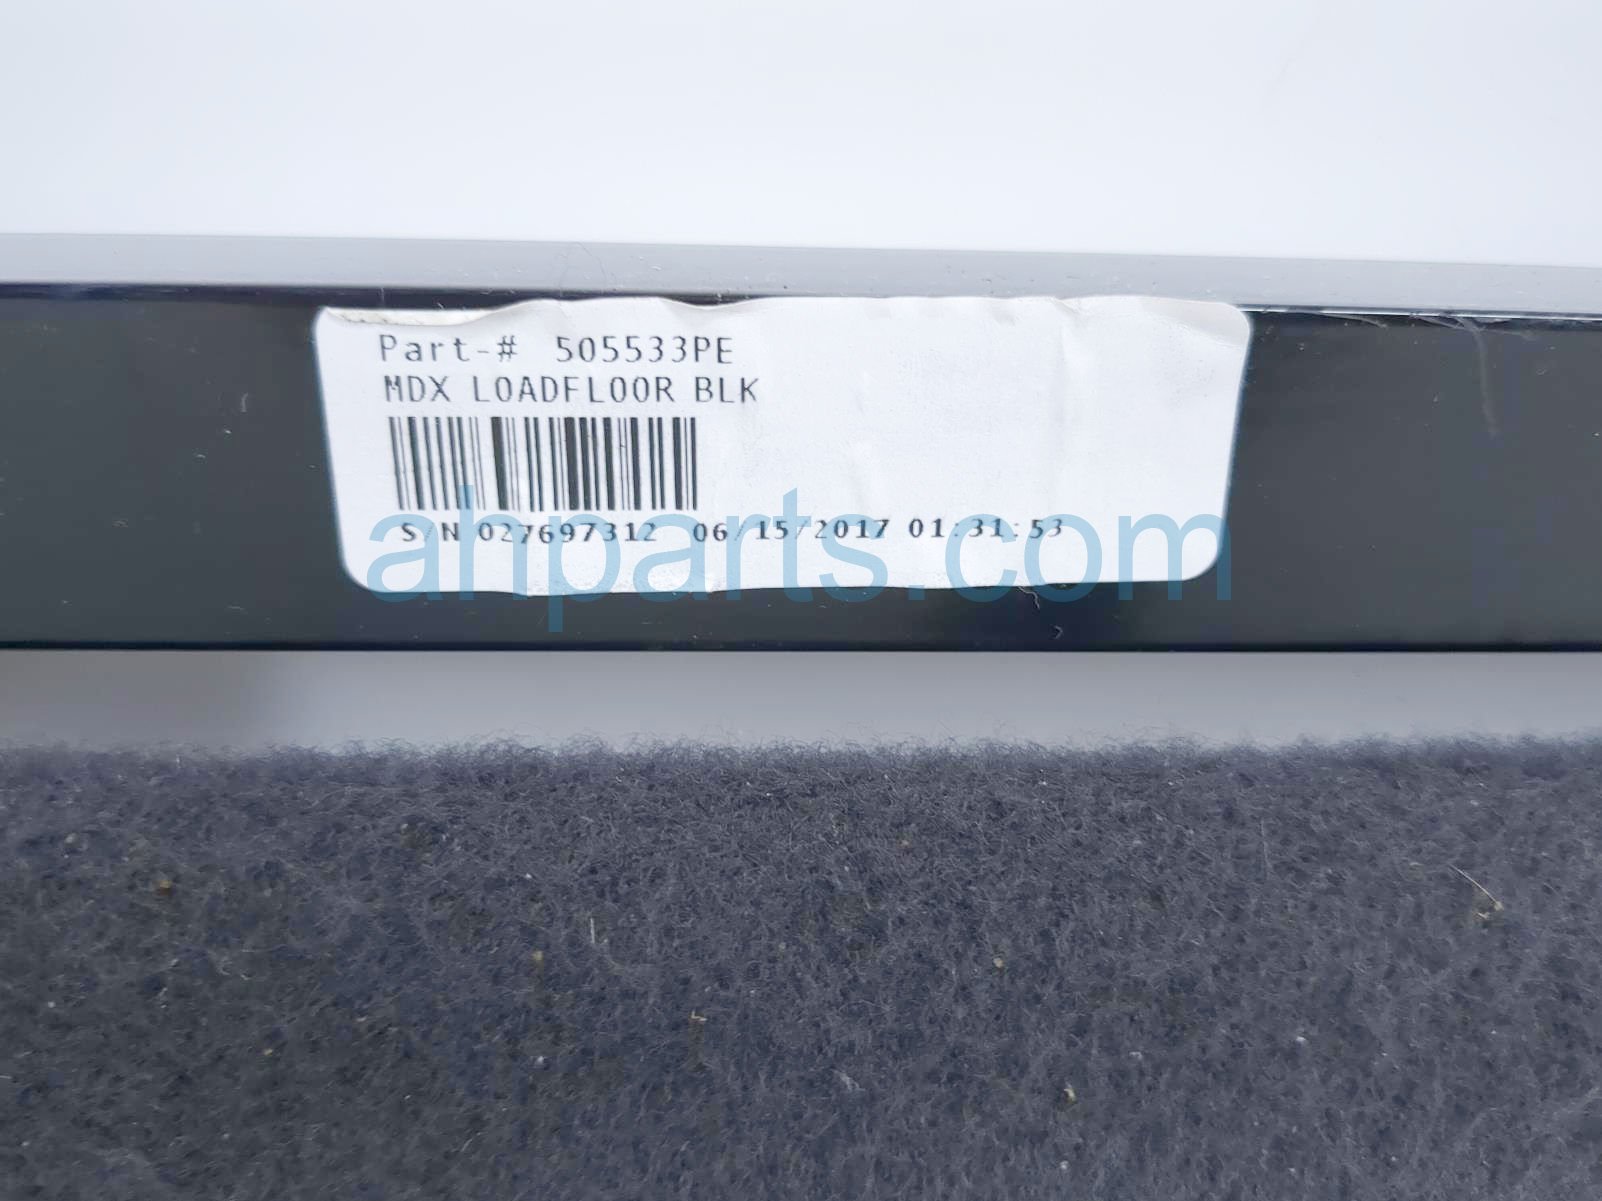 Part-# 505533PE
MDX LOADFLOOR BLK
S/N 027697312 06/15/2017 01:31:53
ahparts.com